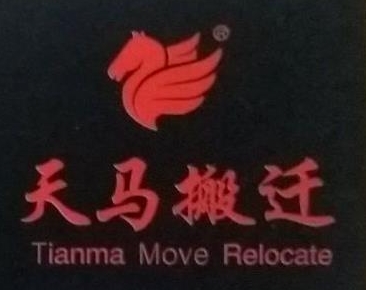 ®
天马搬迁
Tianma Move Relocate